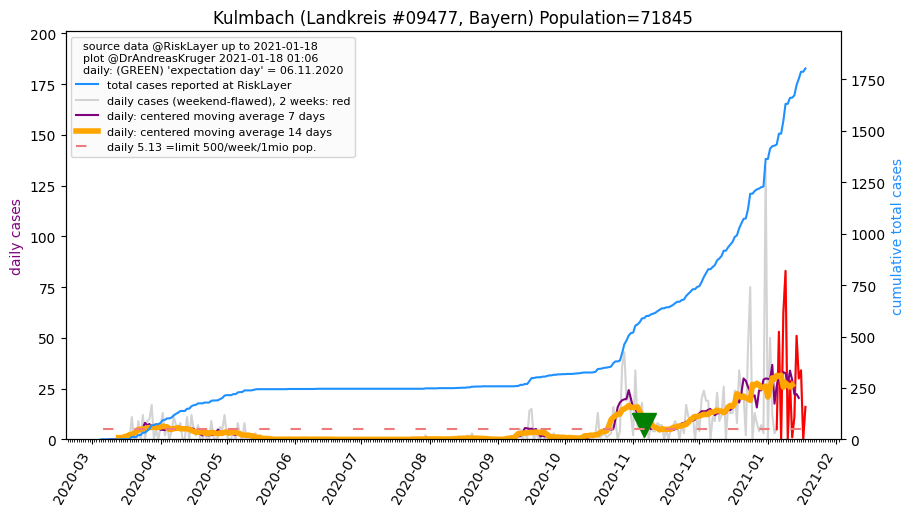 Kulmbach (Landkreis #09477, Bayern) Population=71845
source data @RiskLayer up to 2021-01-18
plot @DrAndreasKruger 2021-01-18 01:06
daily: (GREEN) 'expectation day' = 06.11.2020
total cases reported at RiskLayer
daily cases (weekend-flawed), 2 weeks: red
daily: centered moving average 7 days
daily: centered moving average 14 days
daily 5.13 =limit 500/week/1mio pop.
daily cases
200
175
150
125
100
75
50
25
0
cumulative total cases
1750
1500
1250
1000
750
500
250
0
2020-03
2020-04
2020-05
2020-06
2020-07
2020-08
2020-09
2020-10
2020-11
2020-12
2021-01
2021-02